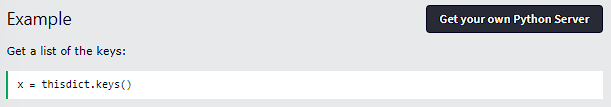 Example
Get your own Python Server
Get a list of the keys:
x = thisdict.keys()